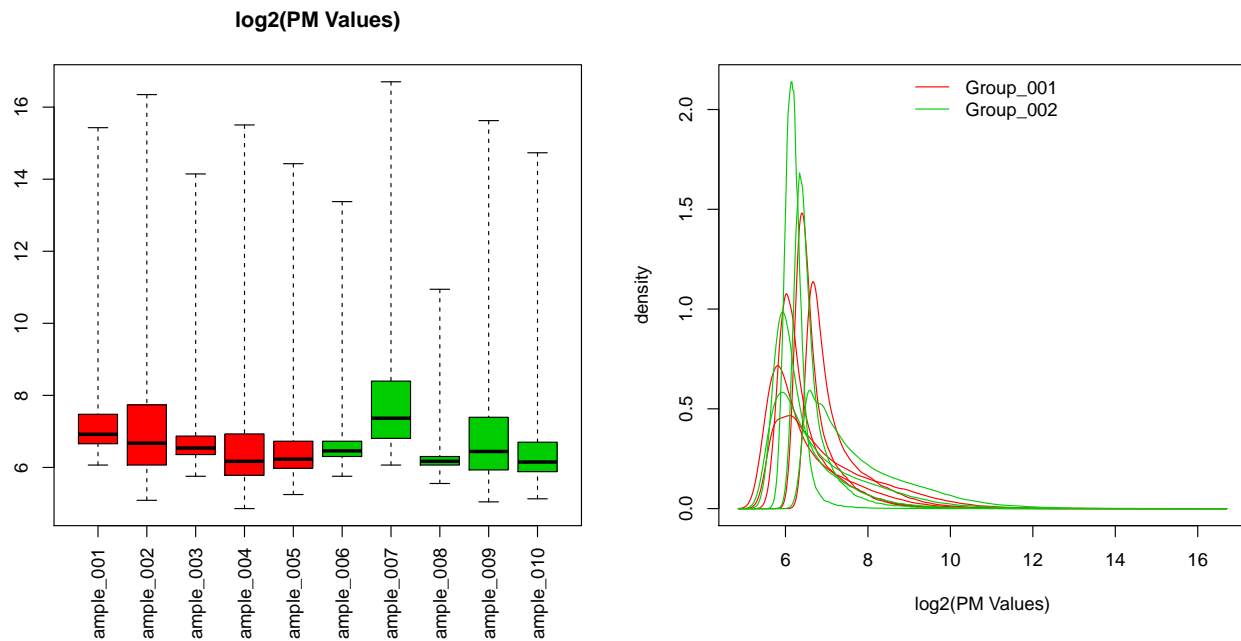 log2(PM Values)
16
14
12
10
8
6
ample_001
ample_002
ample_003
ample_004
ample_005
ample_006
ample_007
ample_008
ample_009
ample_010
Group_001
Group_002
density
2.0
1.5
1.0
0.5
0.0
6 8 10 12 14 16
log2(PM Values)